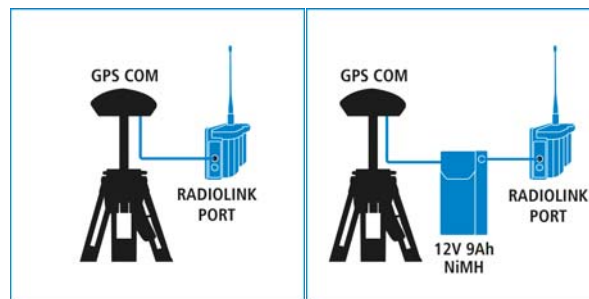 GPS COM
RADIOLINK
PORT
GPS COM
RADIOLINK
PORT
12V 9Ah
NiMH